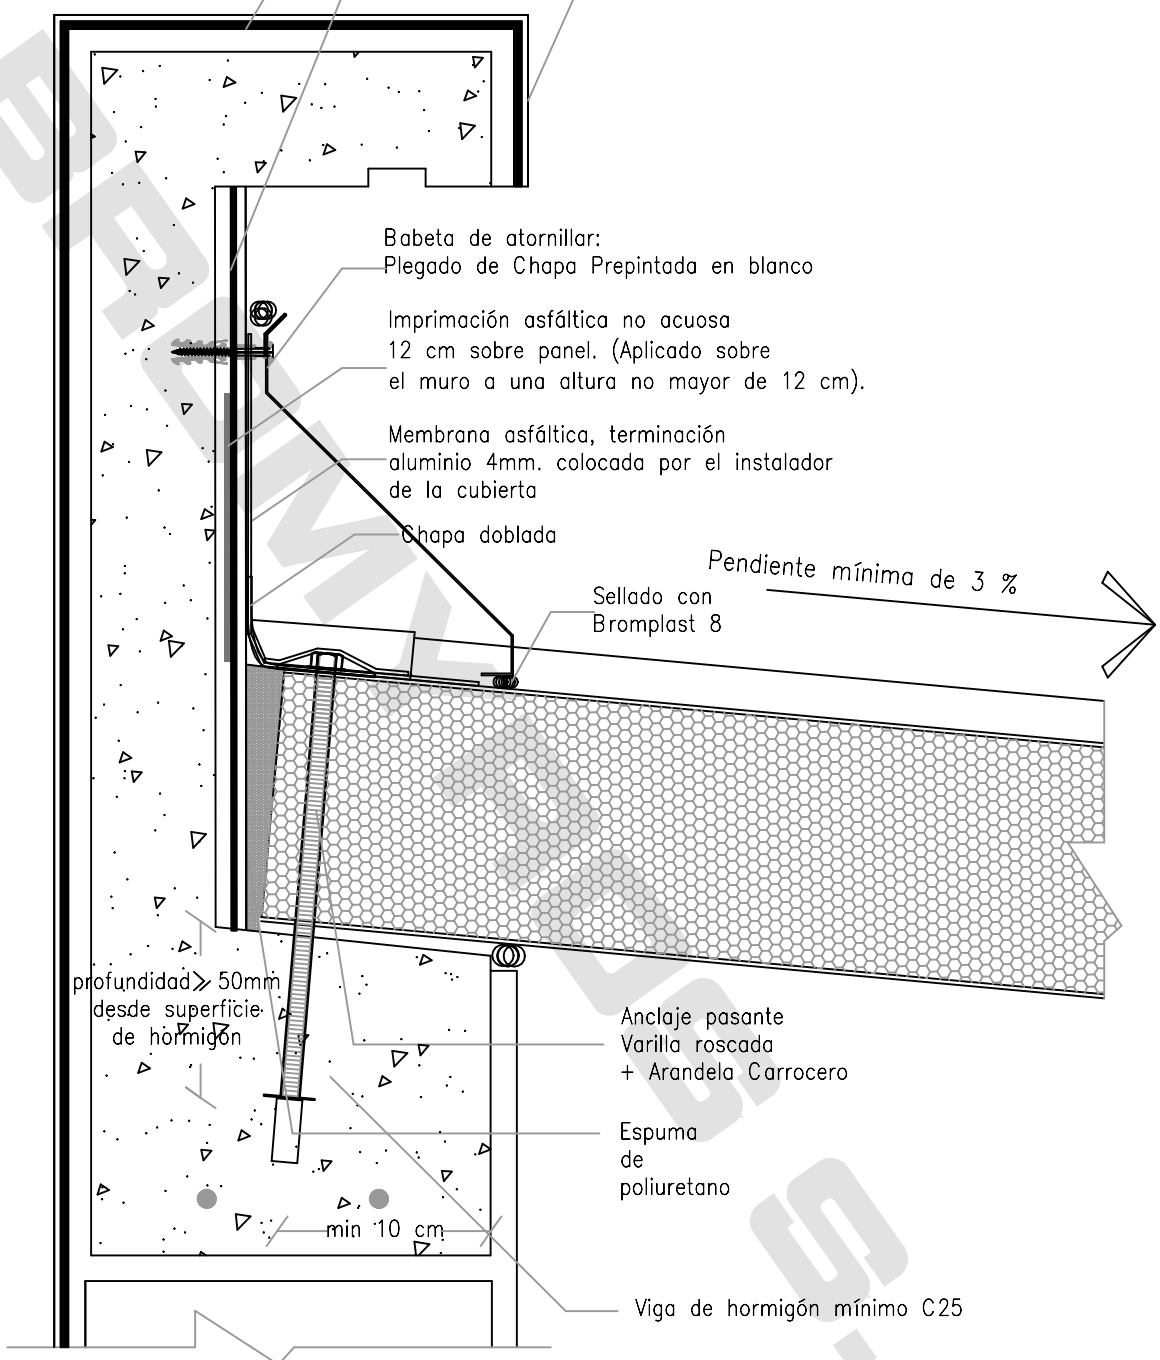 Babeta de atornillar:
Plegado de Chapa Prepintada en blanco
Imprimación asfáltica no acuosa
12 cm sobre panel. (Aplicado sobre
el muro a una altura no mayor de 12 cm).
Membrana asfáltica, terminación
aluminio 4mm. colocada por el instalador
de la cubierta
Chapa doblada
Pendiente mínima de 3 %
Sellado con
Bromplast 8
profundidad ≥ 50mm
desde superficie
de hormigón
Anclaje pasante
Varilla roscada
+ Arandela Carrocero
Espuma
de
poliuretano
min 10 cm
Viga de hormigón mínimo C25